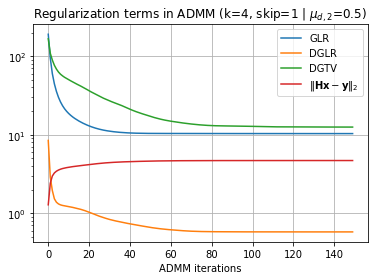 Regularization terms in ADMM (k=4, skip=1 | μ_{d,2}=0.5)
GLR
DGLR
DGTV
‖Hx − y‖₂
10²
10¹
10⁰
0 20 40 60 80 100 120 140
ADMM iterations